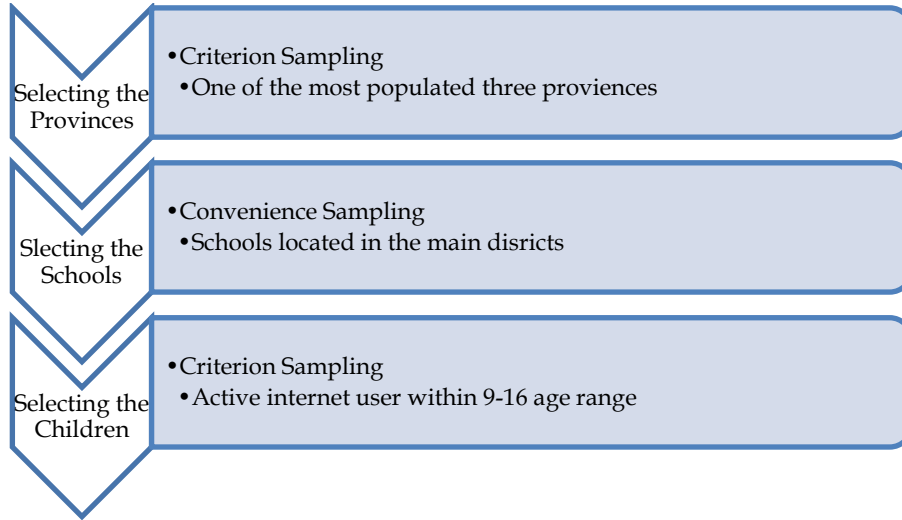 Selecting the
Provinces
•Criterion Sampling
•One of the most populated three proviences
Slecting the
Schools
•Convenience Sampling
•Schools located in the main disricts
Selecting the
Children
•Criterion Sampling
•Active internet user within 9-16 age range